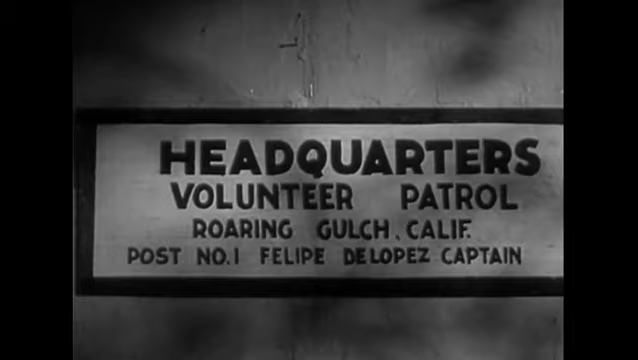 HEADQUARTERS
VOLUNTEER PATROL
ROARING GULCH, CALIF.
POST NO.1 FELIPE DELOPEZ CAPTAIN